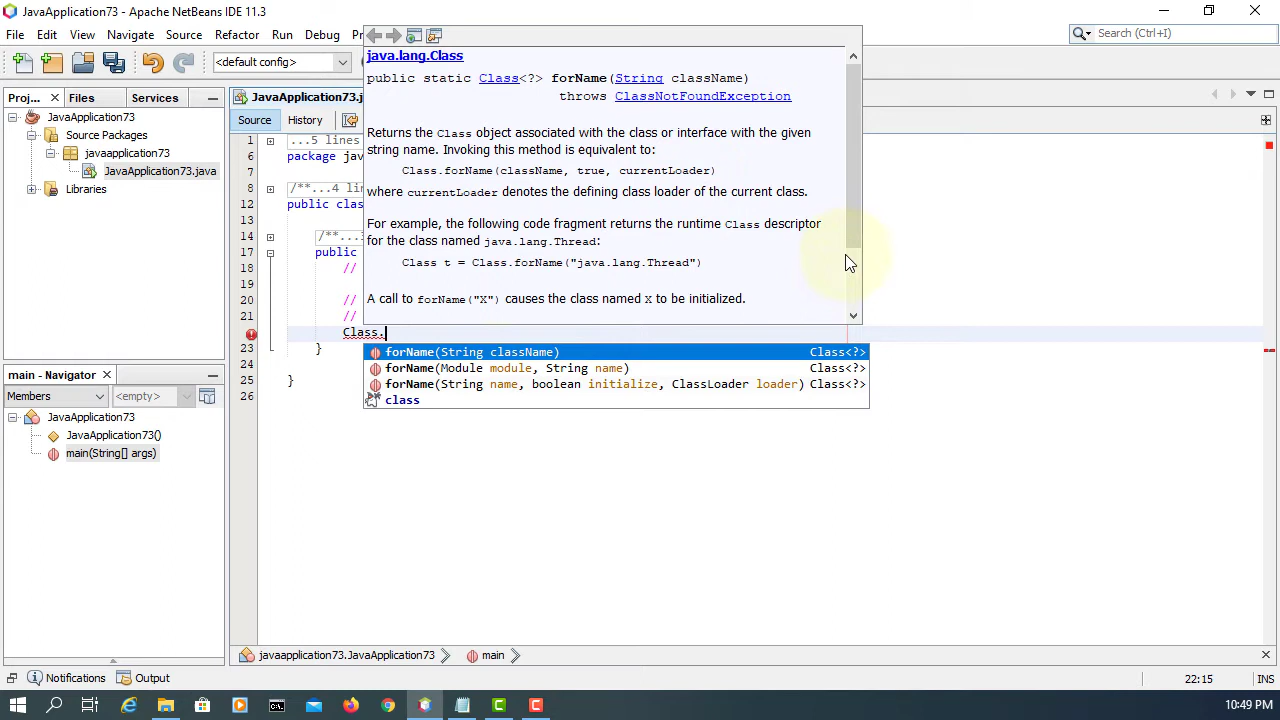 JavaApplication73 - Apache NetBeans IDE 11.3
File Edit View Navigate Source Refactor Run Debug
Search (Ctrl+I)
<default config>
Proj... Files Services
JavaApplication73.j
JavaApplication73
Source Packages
javaapplication73
JavaApplication73.java
Libraries
Source History
1 ...5 lines
6 package jav
7
8 /**...4 li
12 public clas
13
14 /**...
17 public
18 //
20 //
21 //
Class.
23 }
24
25 }
26
java.lang.Class
public static Class<?> forName(String className)
throws ClassNotFoundException
Returns the Class object associated with the class or interface with the given
string name. Invoking this method is equivalent to:
Class.forName(className, true, currentLoader)
where currentLoader denotes the defining class loader of the current class.
For example, the following code fragment returns the runtime Class descriptor
for the class named java.lang.Thread:
Class t = Class.forName("java.lang.Thread")
A call to forName("X") causes the class named X to be initialized.
forName(String className) Class<?>
forName(Module module, String name) Class<?>
forName(String name, boolean initialize, ClassLoader loader) Class<?>
class
main - Navigator
Members <empty>
JavaApplication73
JavaApplication73()
main(String[] args)
javaapplication73.JavaApplication73 main
Notifications Output
22:15 INS
10:49 PM